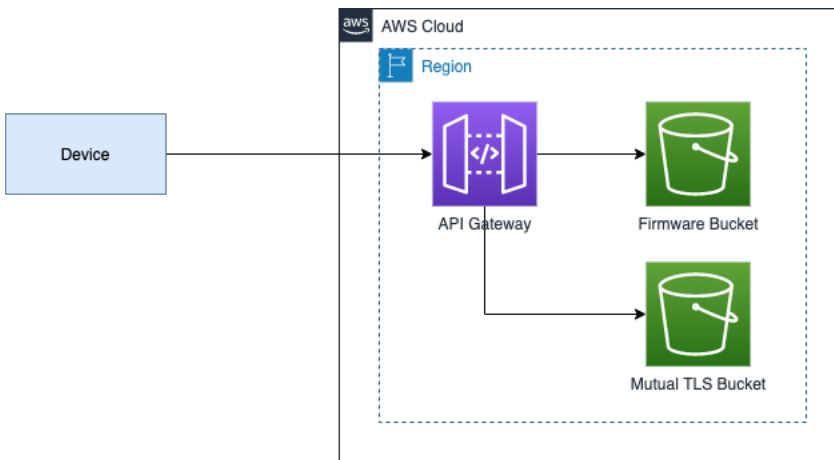 aws
AWS Cloud
Region
Device
</>
API Gateway
Firmware Bucket
Mutual TLS Bucket